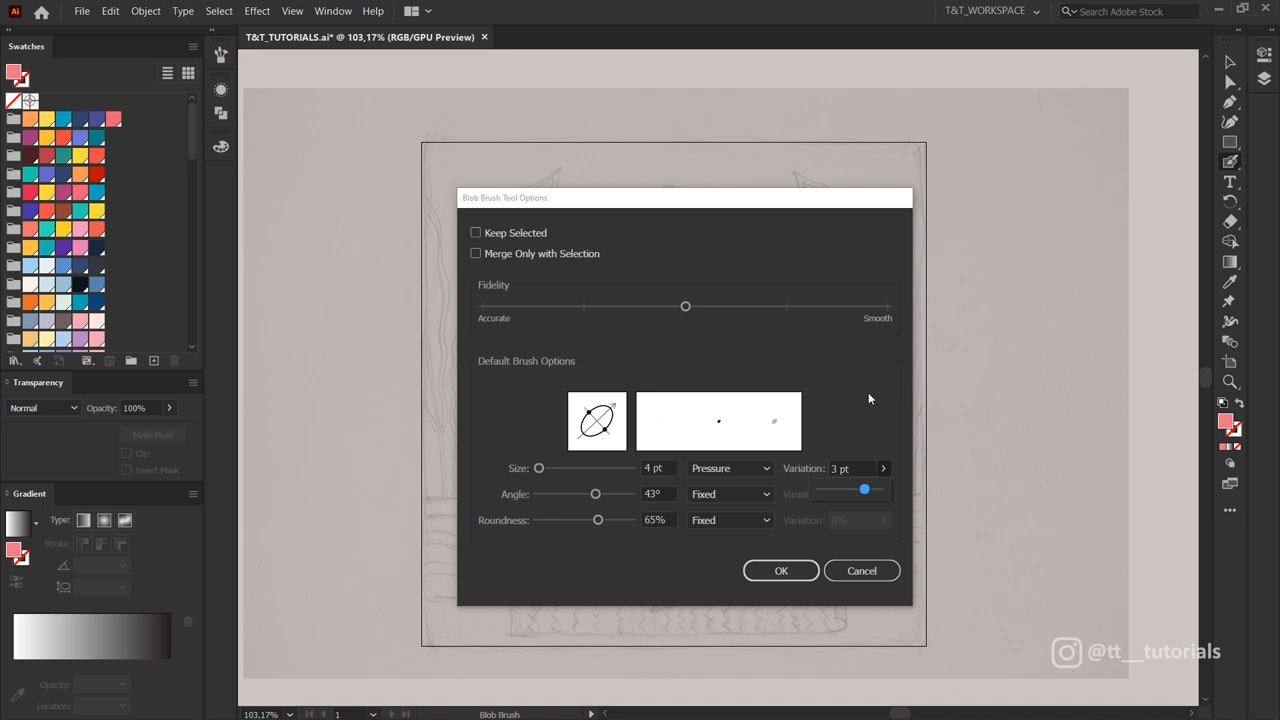 Ai File Edit Object Type Select Effect View Window Help T&T_WORKSPACE Search Adobe Stock
Swatches
T&T_TUTORIALS.ai* @ 103,17% (RGB/GPU Preview)
Blob Brush Tool Options
Keep Selected
Merge Only with Selection
Fidelity
Accurate Smooth
Default Brush Options
Size: 4 pt Pressure Variation: 3 pt
Angle: 43° Fixed Variat
Roundness: 65% Fixed Variation: 0%
OK Cancel
Transparency
Normal Opacity: 100%
Make Mask
Clip
Invert Mask
Gradient
Type:
Stroke:
Opacity:
Location:
@tt__tutorials
103,17% 1 Blob Brush